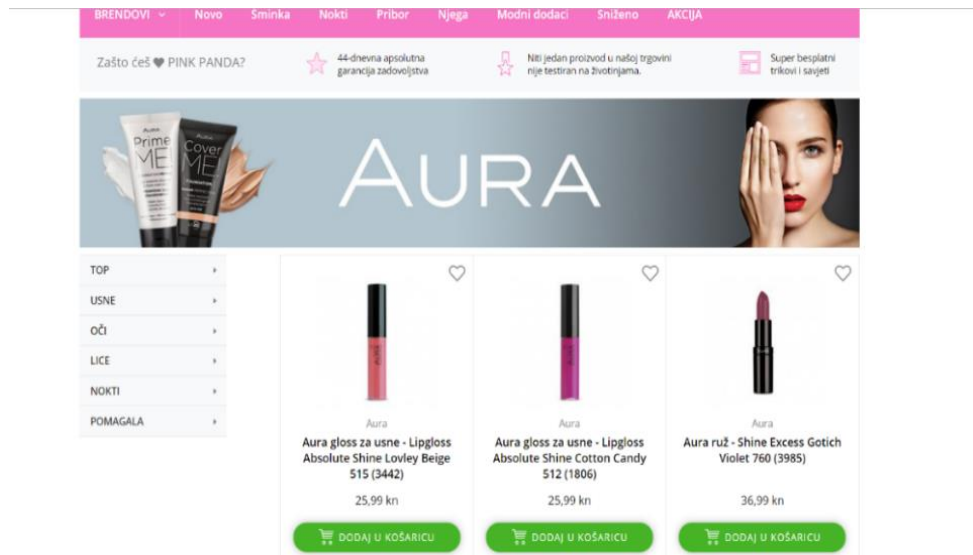 BRENDOVI Novo Šminka Nokti Pribor Njega Modni dodaci Sniženo AKCIJA
Zašto ćeš ♥ PINK PANDA?
44-dnevna apsolutna
garancija zadovoljstva
Niti jedan proizvod u našoj trgovini
nije testiran na životinjama.
Super besplatni
trikovi i savjeti
Aura
Prime
ME
Aura
Cover
ME
FOUNDATION
AURA
TOP
USNE
OČI
LICE
NOKTI
POMAGALA
Aura
Aura gloss za usne - Lipgloss
Absolute Shine Lovley Beige
515 (3442)
25,99 kn
DODAJ U KOŠARICU
Aura
Aura gloss za usne - Lipgloss
Absolute Shine Cotton Candy
512 (1806)
25,99 kn
DODAJ U KOŠARICU
Aura
Aura ruž - Shine Excess Gotich
Violet 760 (3985)
36,99 kn
DODAJ U KOŠARICU